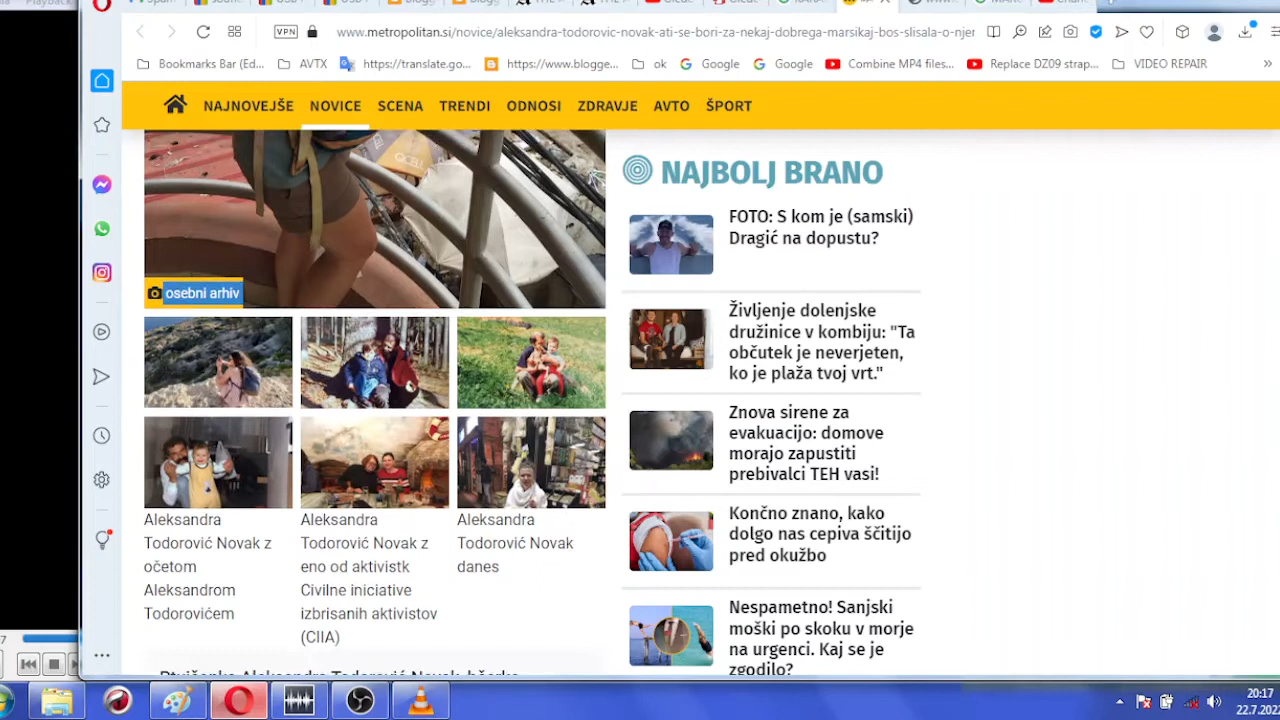 Playback
VPN
www.metropolitan.si/novice/aleksandra-todorovic-novak-ati-se-bori-za-nekaj-dobrega-marsikaj-bos-slisala-o-njer
Bookmarks Bar (Ed...
AVTX
https://translate.go...
https://www.blogge...
ok
Google
Google
Combine MP4 files...
Replace DZ09 strap...
VIDEO REPAIR
»
NAJNOVEJŠE
NOVICE
SCENA
TRENDI
ODNOSI
ZDRAVJE
AVTO
ŠPORT
osebni arhiv
Aleksandra
Todorović Novak z
očetom
Aleksandrom
Todorovićem
Aleksandra
Todorović Novak z
eno od aktivistk
Civilne iniciative
izbrisanih aktivistov
(CIIA)
Aleksandra
Todorović Novak
danes
NAJBOLJ BRANO
FOTO: S kom je (samski)
Dragić na dopustu?
Življenje dolenjske
družinice v kombiju: "Ta
občutek je neverjeten,
ko je plaža tvoj vrt."
Znova sirene za
evakuacijo: domove
morajo zapustiti
prebivalci TEH vasi!
Končno znano, kako
dolgo nas cepiva ščitijo
pred okužbo
Nespametno! Sanjski
moški po skoku v morje
na urgenci. Kaj se je
zgodilo?
20:17
22.7.202